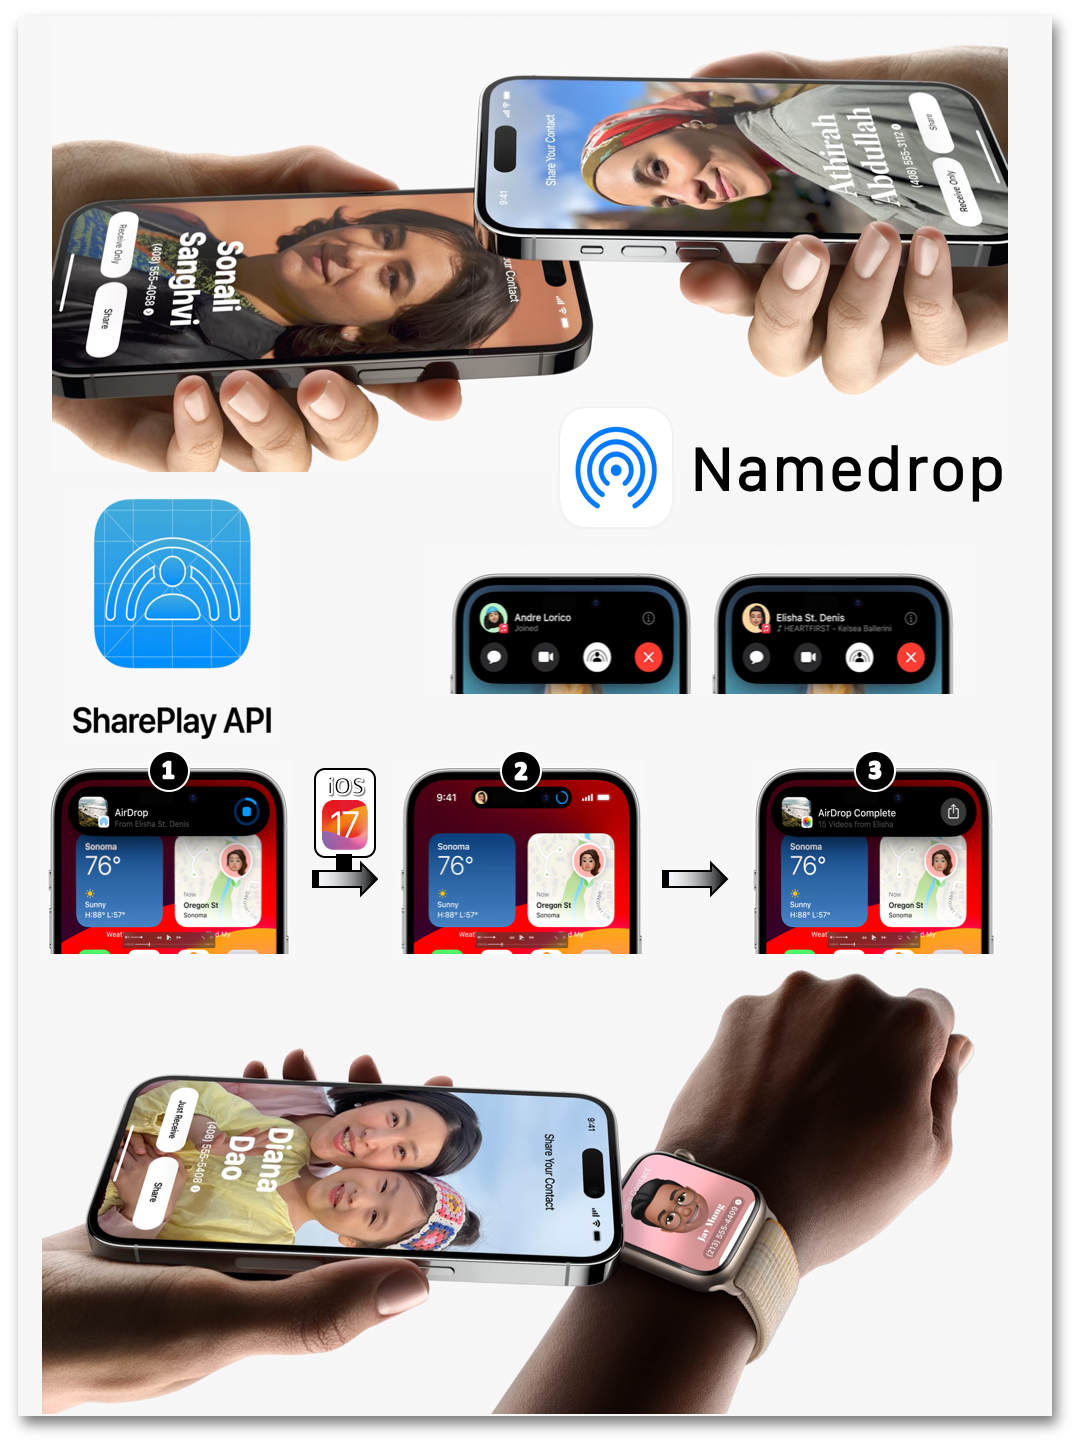 9:41
Share Your Contact
Athirah
Abdullah
(408) 555-3112
Share
Receive Only
Share Your Contact
Sonali
Sanghvi
(408) 555-4058
Receive Only
Share
Namedrop
SharePlay API
Andre Lorico
Joined
Elisha St. Denis
♪ HEARTFIRST – Kelsea Ballerini
1
AirDrop
From Elisha St. Denis
Sonoma
76°
Sunny
H:88° L:57°
Now
Oregon St
Sonoma
iOS
17
2
9:41
Sonoma
76°
Sunny
H:88° L:57°
Now
Oregon St
Sonoma
3
AirDrop Complete
15 Videos from Elisha
Sonoma
76°
Sunny
H:88° L:57°
Now
Oregon St
Sonoma
9:41
Share Your Contact
Diana
Dao
(408) 555-5408
Just Receive
Share
(213) 555-4409